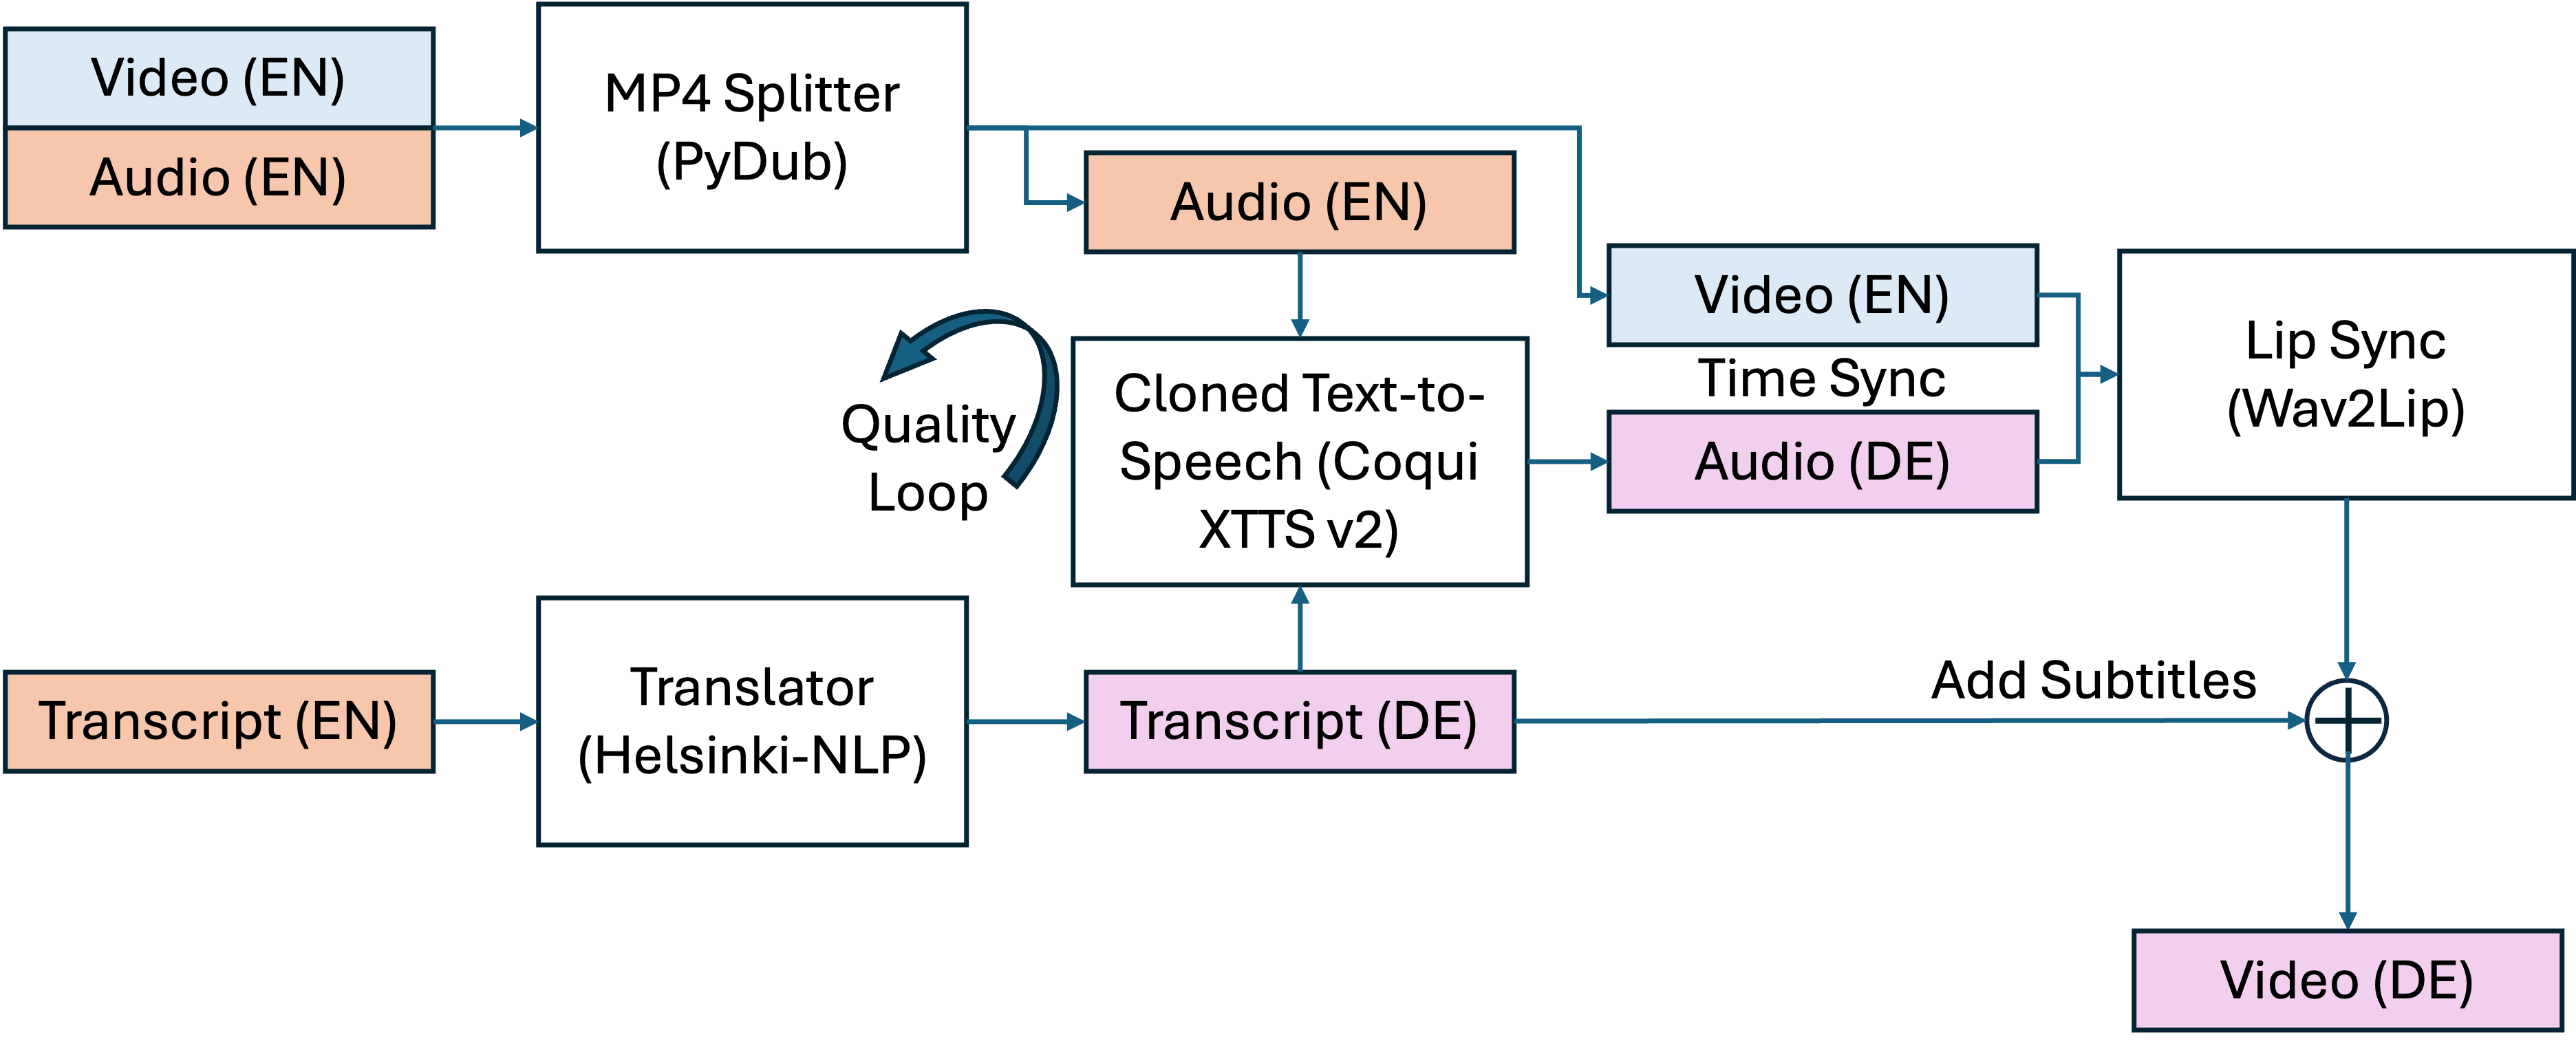 Video (EN)
Audio (EN)
MP4 Splitter
(PyDub)
Audio (EN)
Quality
Loop
Cloned Text-to-
Speech (Coqui
XTTS v2)
Video (EN)
Time Sync
Audio (DE)
Lip Sync
(Wav2Lip)
Transcript (EN)
Translator
(Helsinki-NLP)
Transcript (DE)
Add Subtitles
Video (DE)